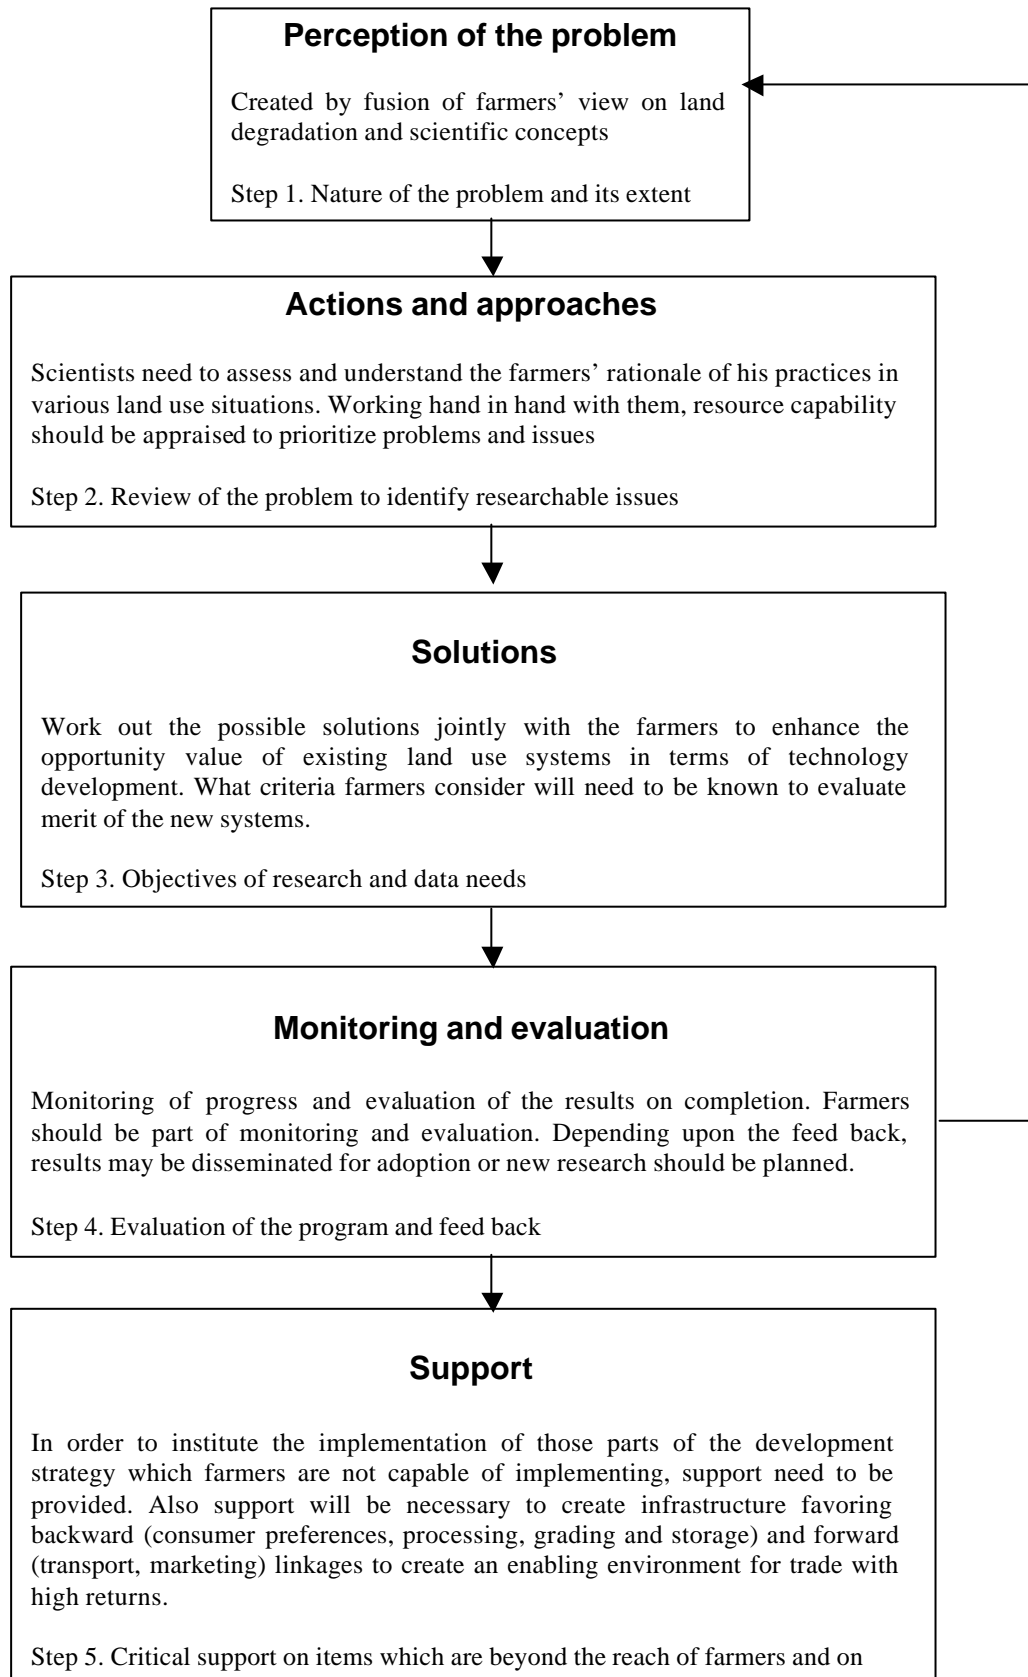 Perception of the problem
Created by fusion of farmers’ view on land
degradation and scientific concepts
Step 1. Nature of the problem and its extent
Actions and approaches
Scientists need to assess and understand the farmers’ rationale of his practices in
various land use situations. Working hand in hand with them, resource capability
should be appraised to prioritize problems and issues
Step 2. Review of the problem to identify researchable issues
Solutions
Work out the possible solutions jointly with the farmers to enhance the
opportunity value of existing land use systems in terms of technology
development. What criteria farmers consider will need to be known to evaluate
merit of the new systems.
Step 3. Objectives of research and data needs
Monitoring and evaluation
Monitoring of progress and evaluation of the results on completion. Farmers
should be part of monitoring and evaluation. Depending upon the feed back,
results may be disseminated for adoption or new research should be planned.
Step 4. Evaluation of the program and feed back
Support
In order to institute the implementation of those parts of the development
strategy which farmers are not capable of implementing, support need to be
provided. Also support will be necessary to create infrastructure favoring
backward (consumer preferences, processing, grading and storage) and forward
(transport, marketing) linkages to create an enabling environment for trade with
high returns.
Step 5. Critical support on items which are beyond the reach of farmers and on